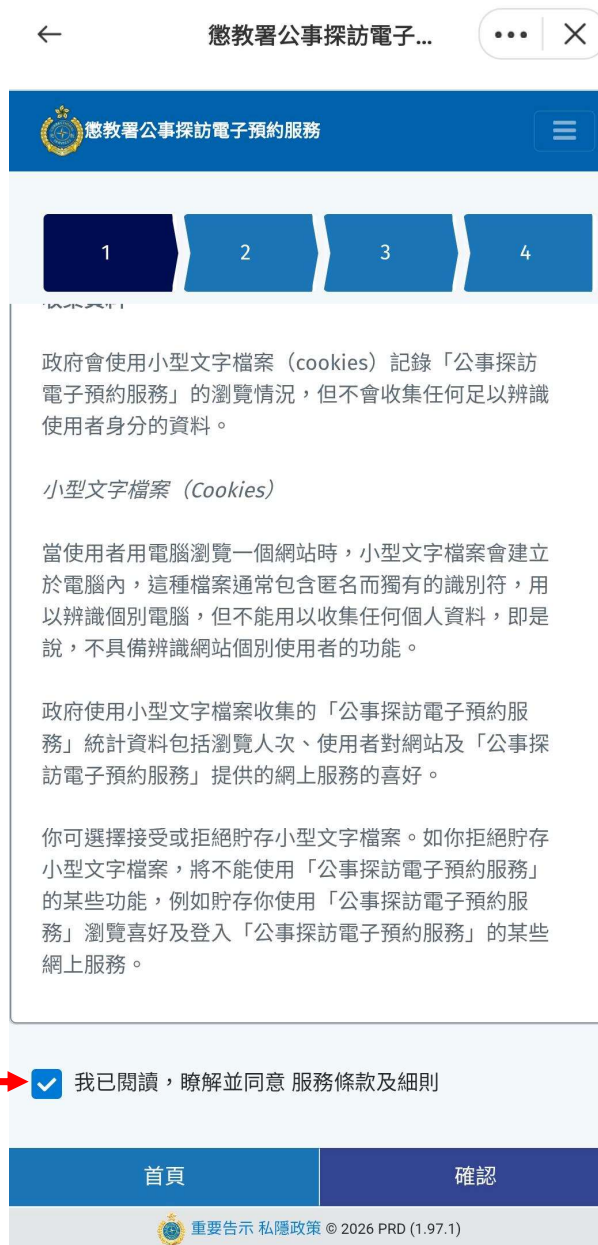 懲教署公事探訪電子...
懲教署公事探訪電子預約服務
1
2
3
4
政府會使用小型文字檔案（cookies）記錄「公事探訪
電子預約服務」的瀏覽情況，但不會收集任何足以辨識
使用者身分的資料。
小型文字檔案（Cookies）
當使用者用電腦瀏覽一個網站時，小型文字檔案會建立
於電腦內，這種檔案通常包含匿名而獨有的識別符，用
以辨識個別電腦，但不能用以收集任何個人資料，即是
說，不具備辨識網站個別使用者的功能。
政府使用小型文字檔案收集的「公事探訪電子預約服
務」統計資料包括瀏覽人次、使用者對網站及「公事探
訪電子預約服務」提供的網上服務的喜好。
你可選擇接受或拒絕貯存小型文字檔案。如你拒絕貯存
小型文字檔案，將不能使用「公事探訪電子預約服務」
的某些功能，例如貯存你使用「公事探訪電子預約服
務」瀏覽喜好及登入「公事探訪電子預約服務」的某些
網上服務。
我已閱讀，瞭解並同意 服務條款及細則
首頁
確認
重要告示 私隱政策 © 2026 PRD (1.97.1)